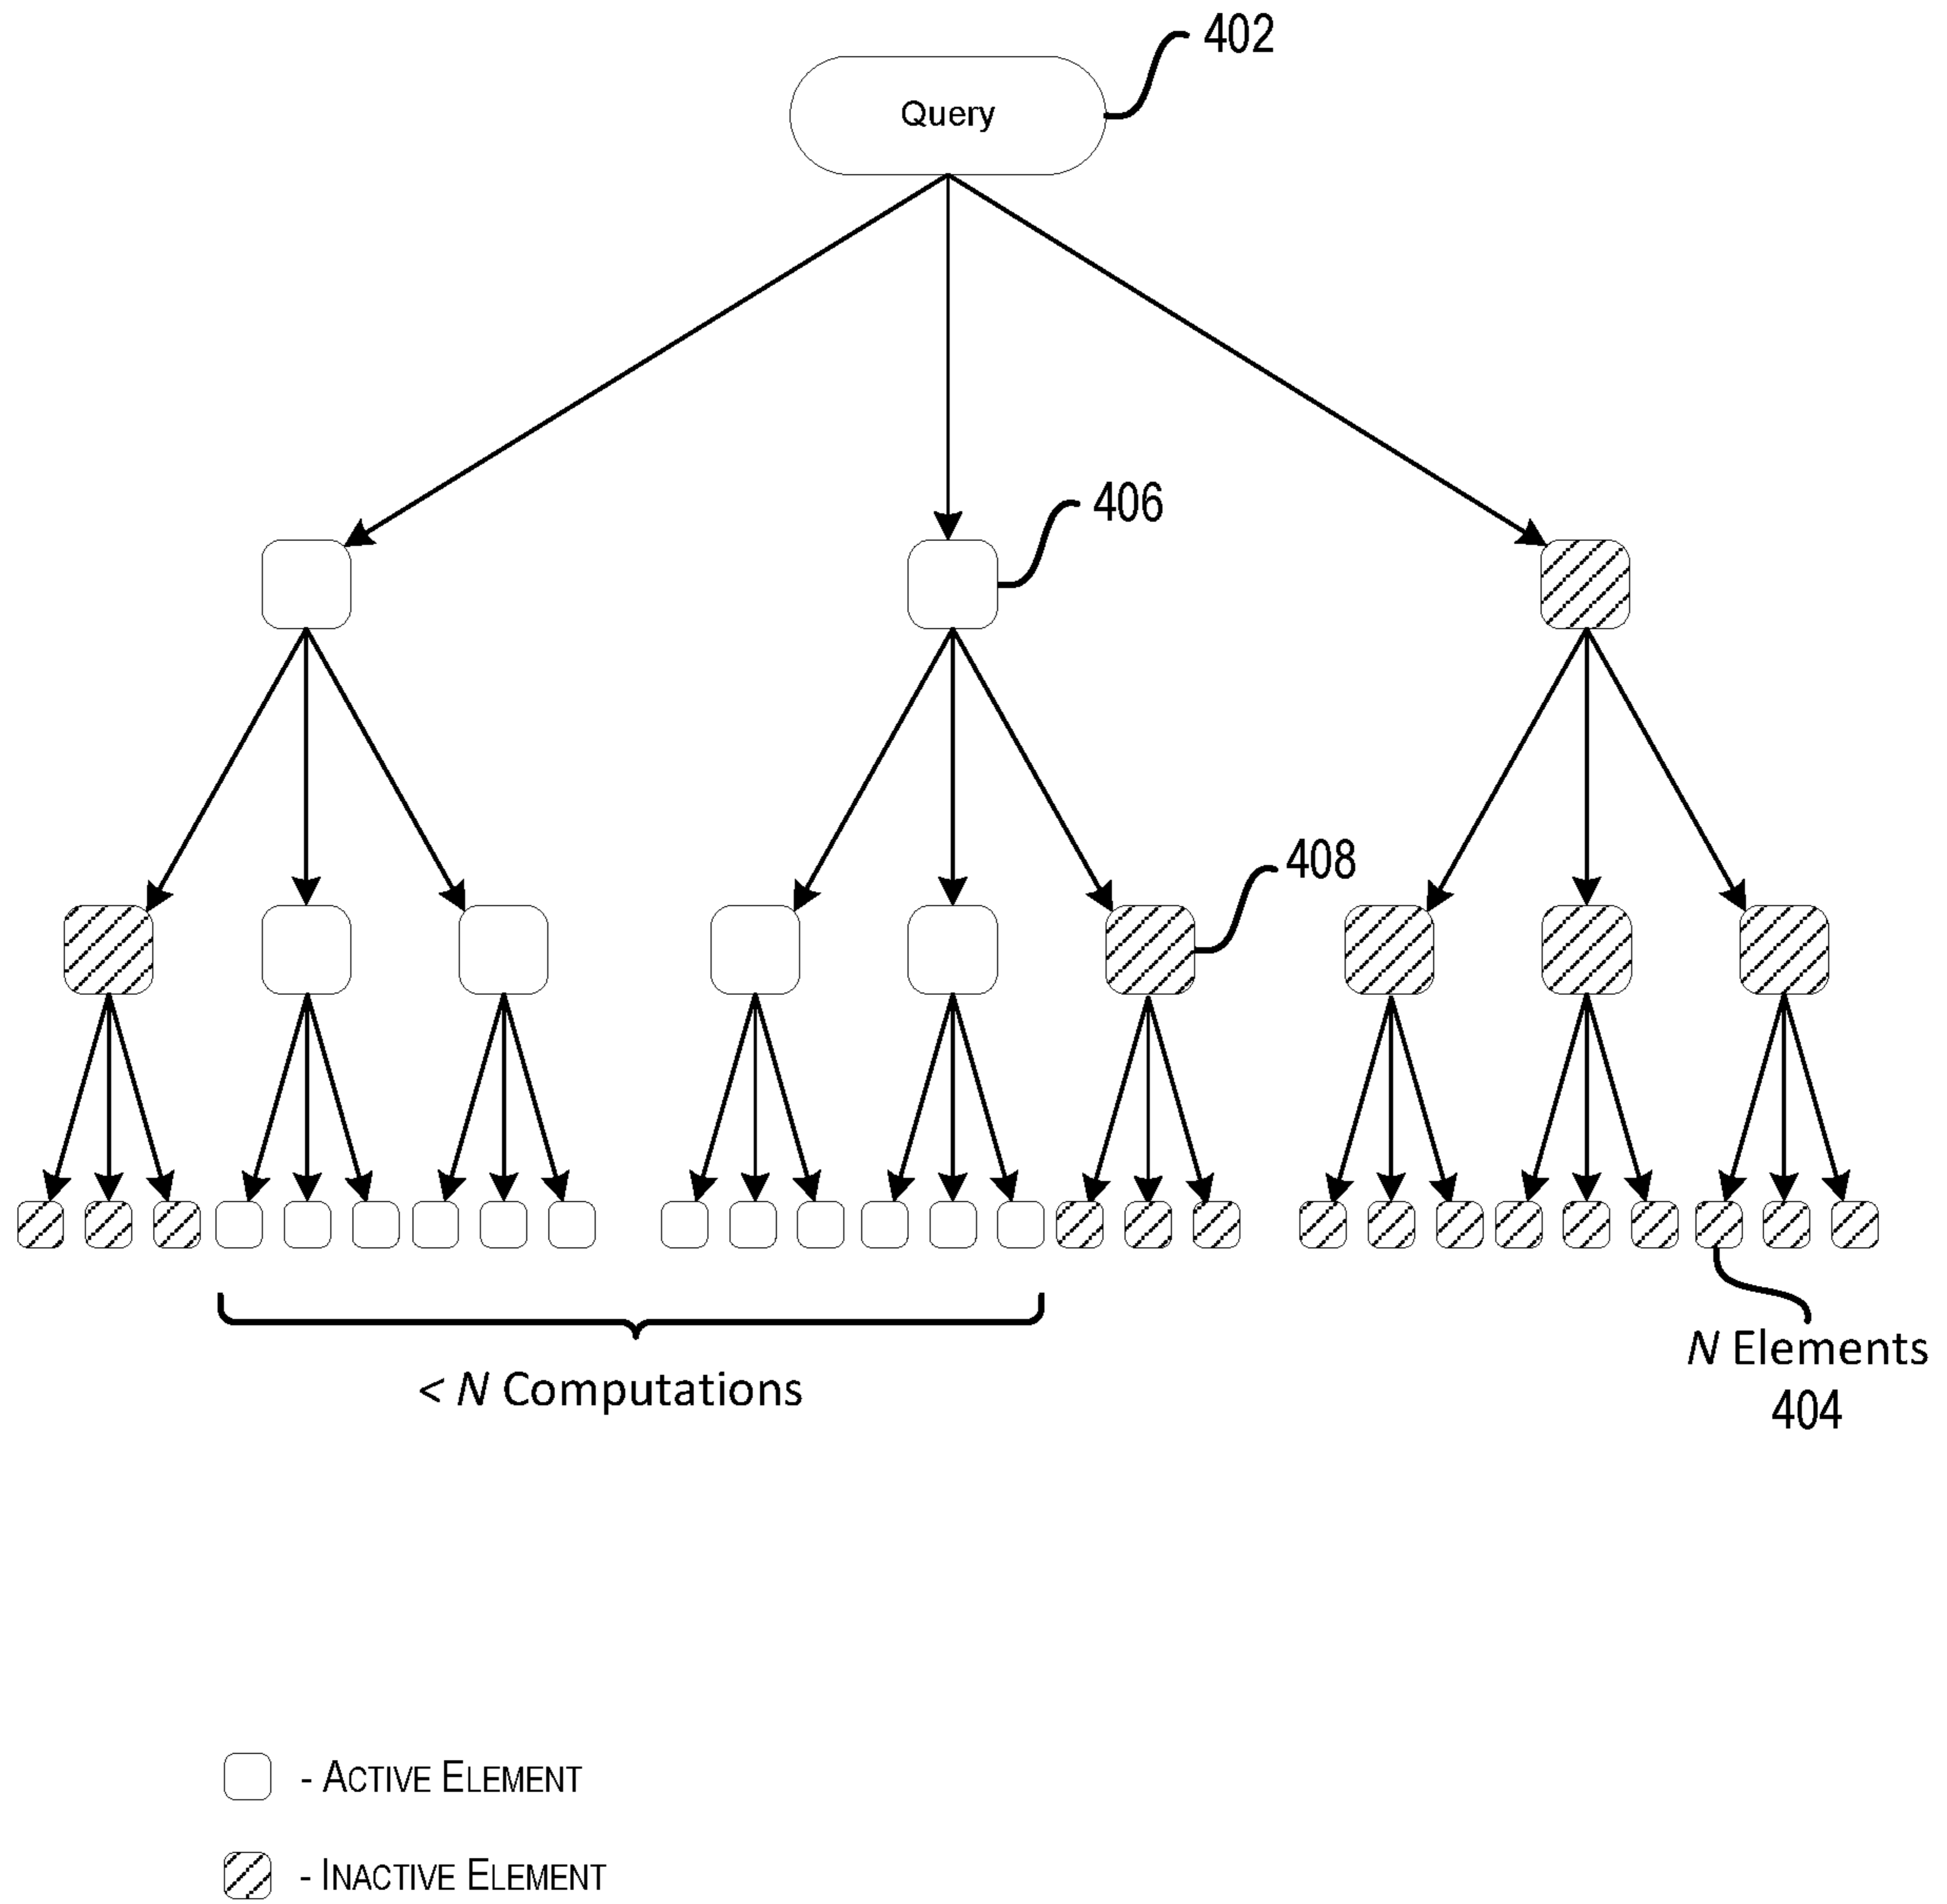 402
Query
406
408
N Elements
404
< N Computations
- ACTIVE ELEMENT
- INACTIVE ELEMENT